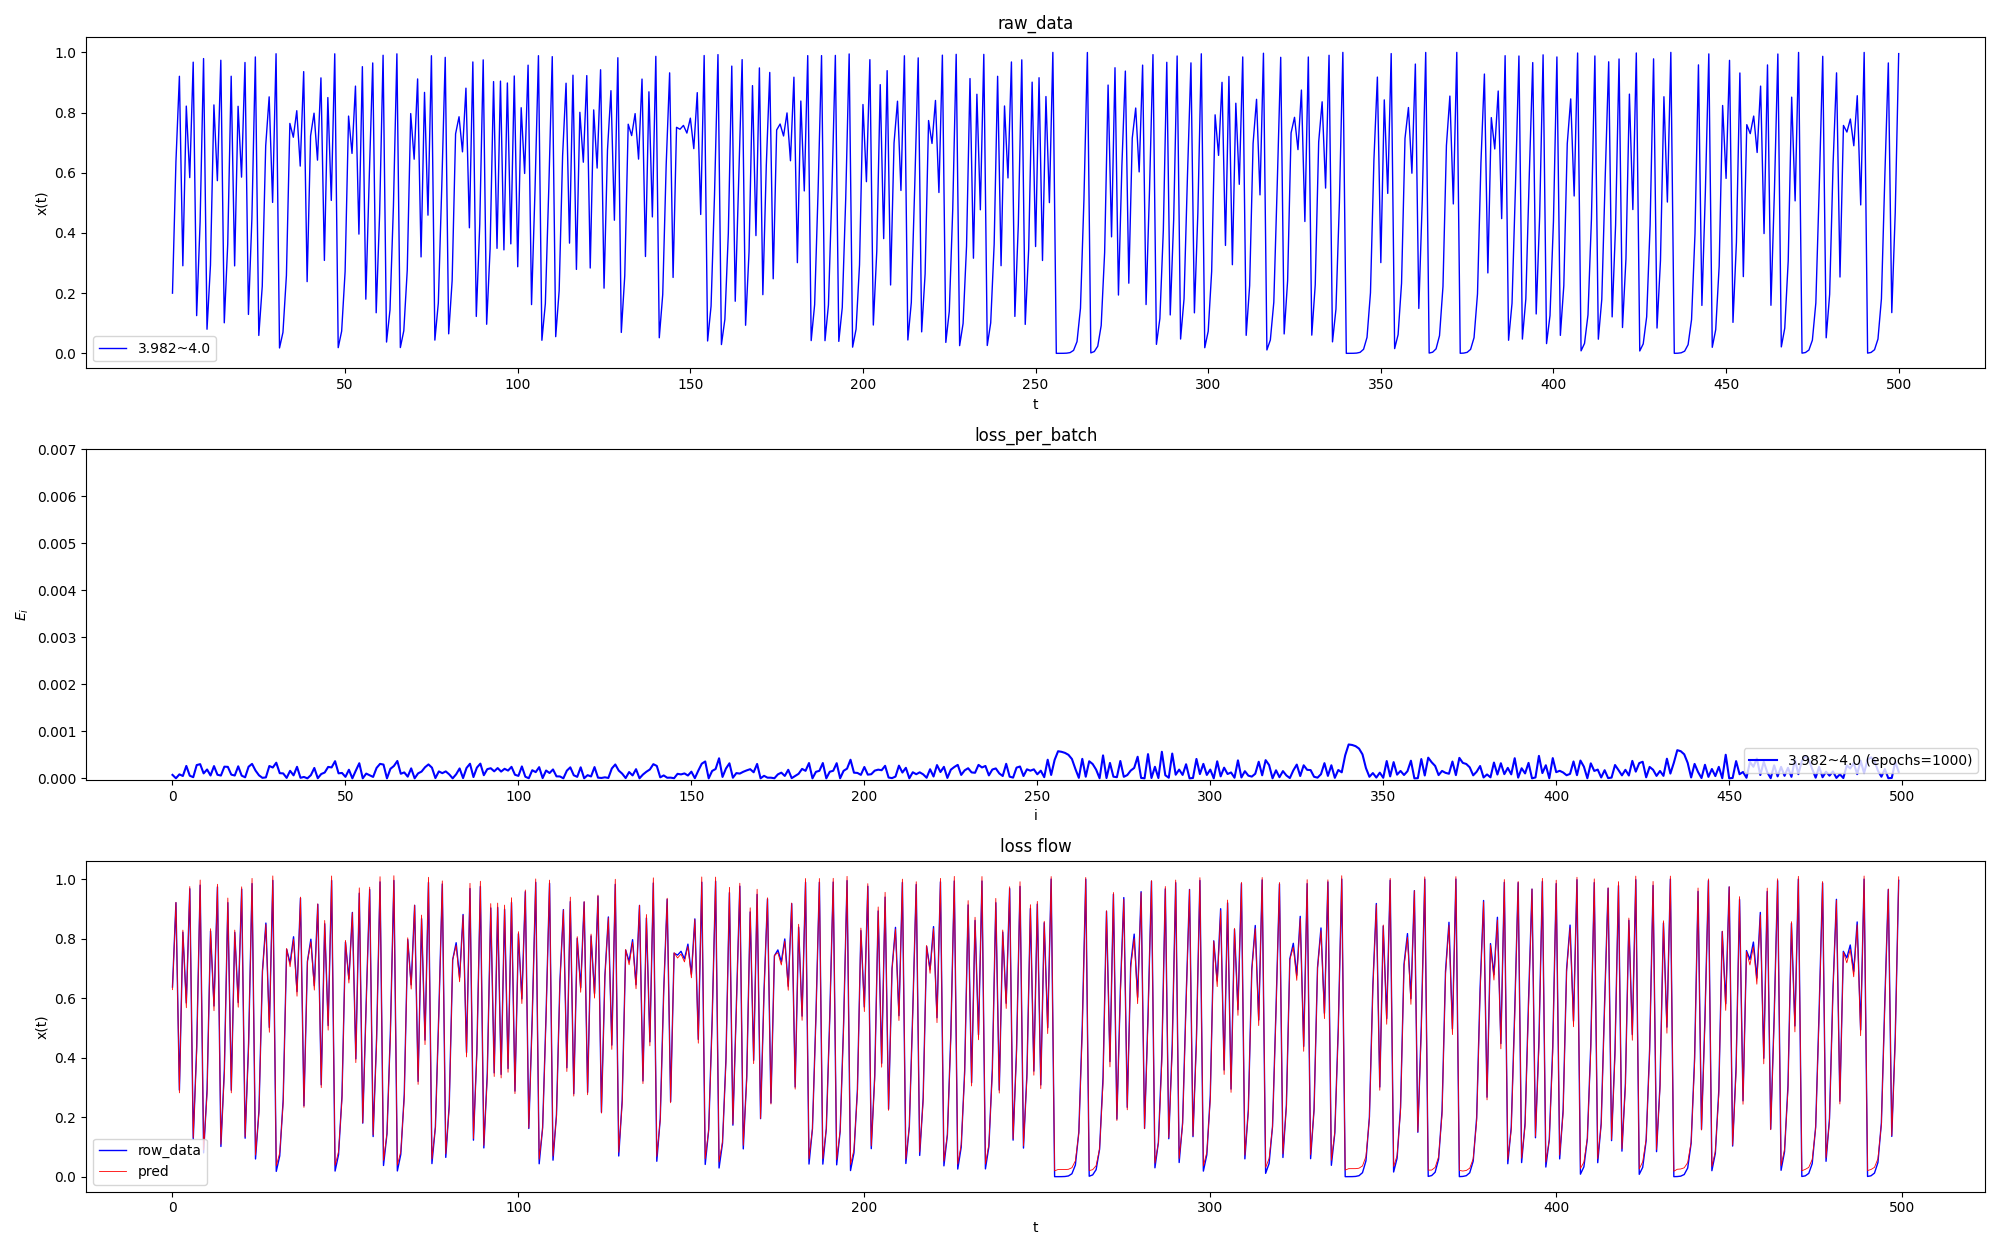 raw_data
1.0
0.8
0.6
0.4
0.2
0.0
x(t)
3.982~4.0
50 100 150 200 250 300 350 400 450 500
t
loss_per_batch
0.007
0.006
0.005
0.004
0.003
0.002
0.001
0.000
E_i
3.982~4.0 (epochs=1000)
0 50 100 150 200 250 300 350 400 450 500
i
loss flow
1.0
0.8
0.6
0.4
0.2
0.0
x(t)
row_data
pred
0 100 200 300 400 500
t